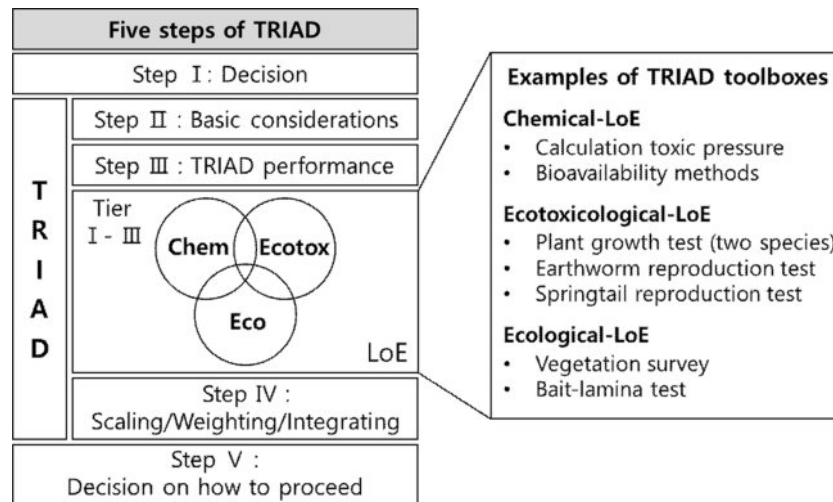 Five steps of TRIAD
Step Ⅰ : Decision
TRIAD
Step Ⅱ : Basic considerations
Step Ⅲ : TRIAD performance
Tier
Ⅰ - Ⅲ
Chem
Ecotox
Eco
LoE
Step Ⅳ :
Scaling/Weighting/Integrating
Step Ⅴ :
Decision on how to proceed
Examples of TRIAD toolboxes
Chemical-LoE
• Calculation toxic pressure
• Bioavailability methods
Ecotoxicological-LoE
• Plant growth test (two species)
• Earthworm reproduction test
• Springtail reproduction test
Ecological-LoE
• Vegetation survey
• Bait-lamina test